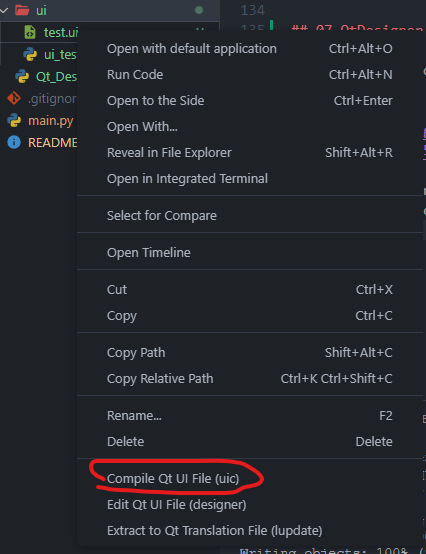 ui
134
test.ui
135 ## 07 QtDesigner
ui_tes
Qt_Des
.gitignor
main.py
README
Open with default application Ctrl+Alt+O
Run Code Ctrl+Alt+N
Open to the Side Ctrl+Enter
Open With...
Reveal in File Explorer Shift+Alt+R
Open in Integrated Terminal
Select for Compare
Open Timeline
Cut Ctrl+X
Copy Ctrl+C
Copy Path Shift+Alt+C
Copy Relative Path Ctrl+K Ctrl+Shift+C
Rename... F2
Delete Delete
Compile Qt UI File (uic)
Edit Qt UI File (designer)
Extract to Qt Translation File (lupdate)
Writing objects: 100% (